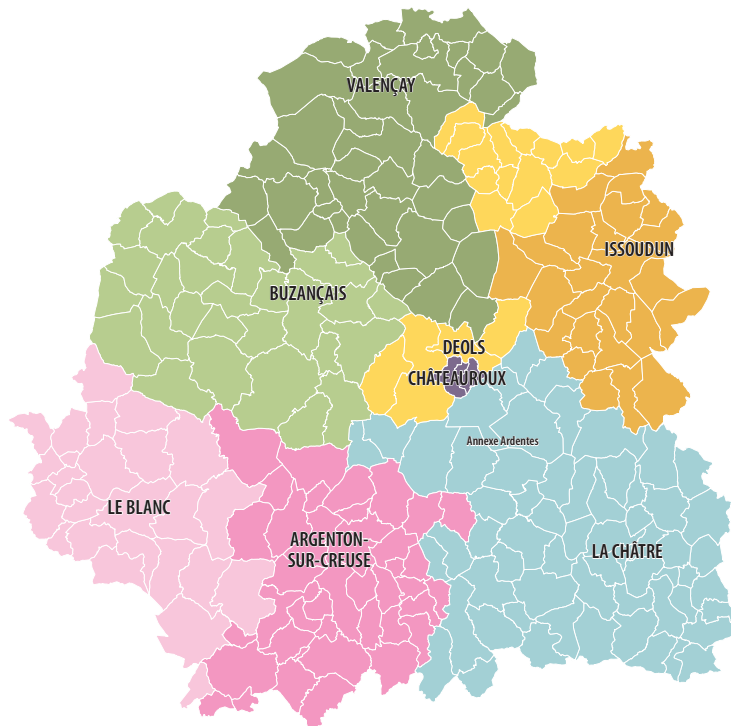 VALENÇAY
ISSOUDUN
BUZANÇAIS
DEOLS
CHÂTEAUROUX
Annexe Ardentes
LE BLANC
ARGENTON-
SUR-CREUSE
LA CHÂTRE